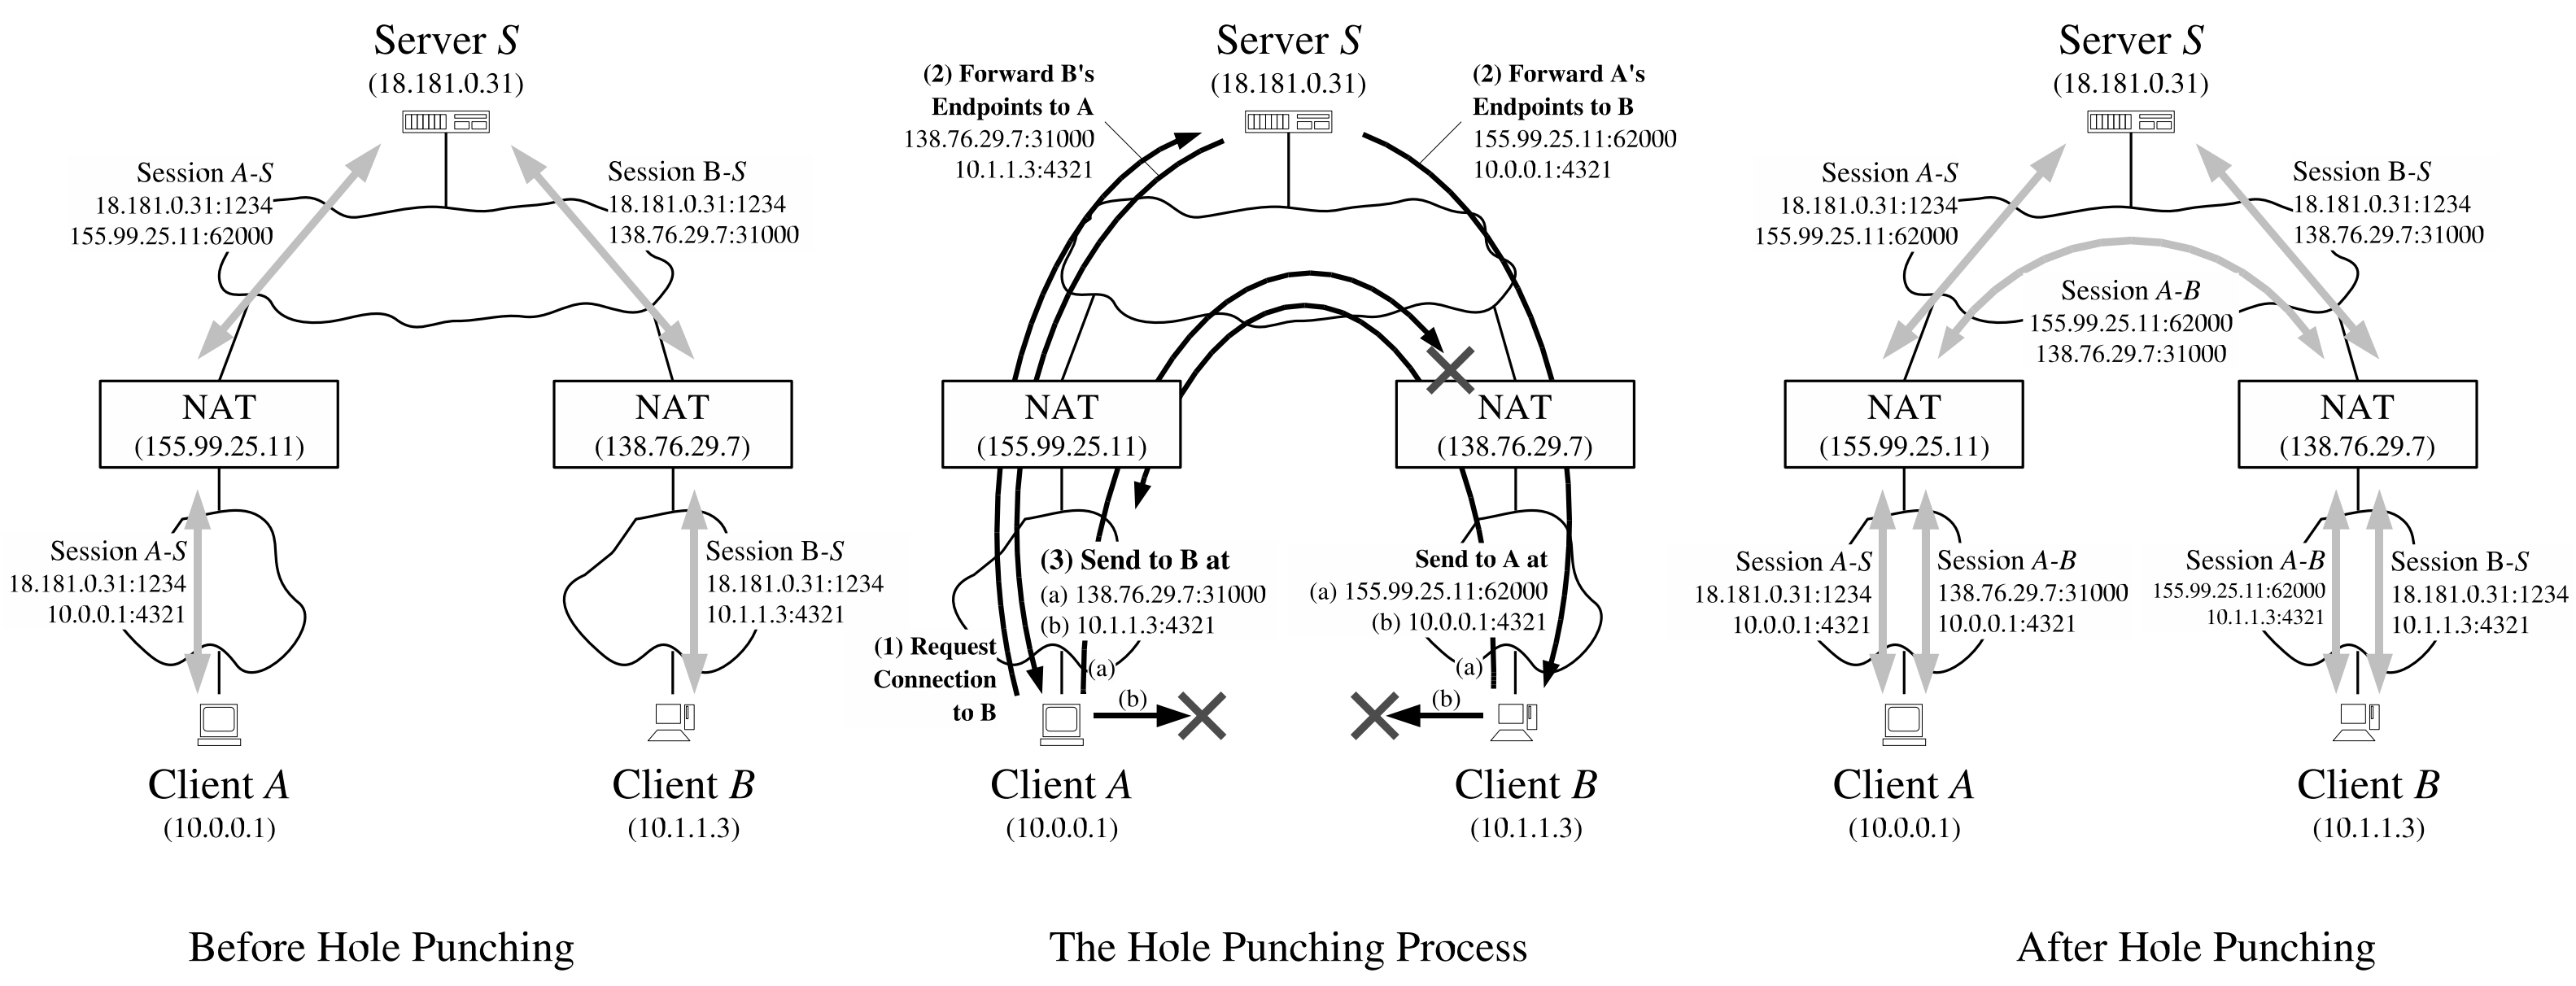 Server S
(18.181.0.31)
Session A-S
18.181.0.31:1234
155.99.25.11:62000
Session B-S
18.181.0.31:1234
138.76.29.7:31000
NAT
(155.99.25.11)
NAT
(138.76.29.7)
Session A-S
18.181.0.31:1234
10.0.0.1:4321
Session B-S
18.181.0.31:1234
10.1.1.3:4321
Client A
(10.0.0.1)
Client B
(10.1.1.3)
Before Hole Punching
Server S
(18.181.0.31)
(2) Forward B's
Endpoints to A
138.76.29.7:31000
10.1.1.3:4321
(2) Forward A's
Endpoints to B
155.99.25.11:62000
10.0.0.1:4321
NAT
(155.99.25.11)
NAT
(138.76.29.7)
(3) Send to B at
(a) 138.76.29.7:31000
(b) 10.1.1.3:4321
Send to A at
(a) 155.99.25.11:62000
(b) 10.0.0.1:4321
(1) Request
Connection
to B
(a)
(b)
(a)
(b)
Client A
(10.0.0.1)
Client B
(10.1.1.3)
The Hole Punching Process
Server S
(18.181.0.31)
Session A-S
18.181.0.31:1234
155.99.25.11:62000
Session B-S
18.181.0.31:1234
138.76.29.7:31000
Session A-B
155.99.25.11:62000
138.76.29.7:31000
NAT
(155.99.25.11)
NAT
(138.76.29.7)
Session A-S
18.181.0.31:1234
10.0.0.1:4321
Session A-B
138.76.29.7:31000
10.0.0.1:4321
Session A-B
155.99.25.11:62000
10.1.1.3:4321
Session B-S
18.181.0.31:1234
10.1.1.3:4321
Client A
(10.0.0.1)
Client B
(10.1.1.3)
After Hole Punching